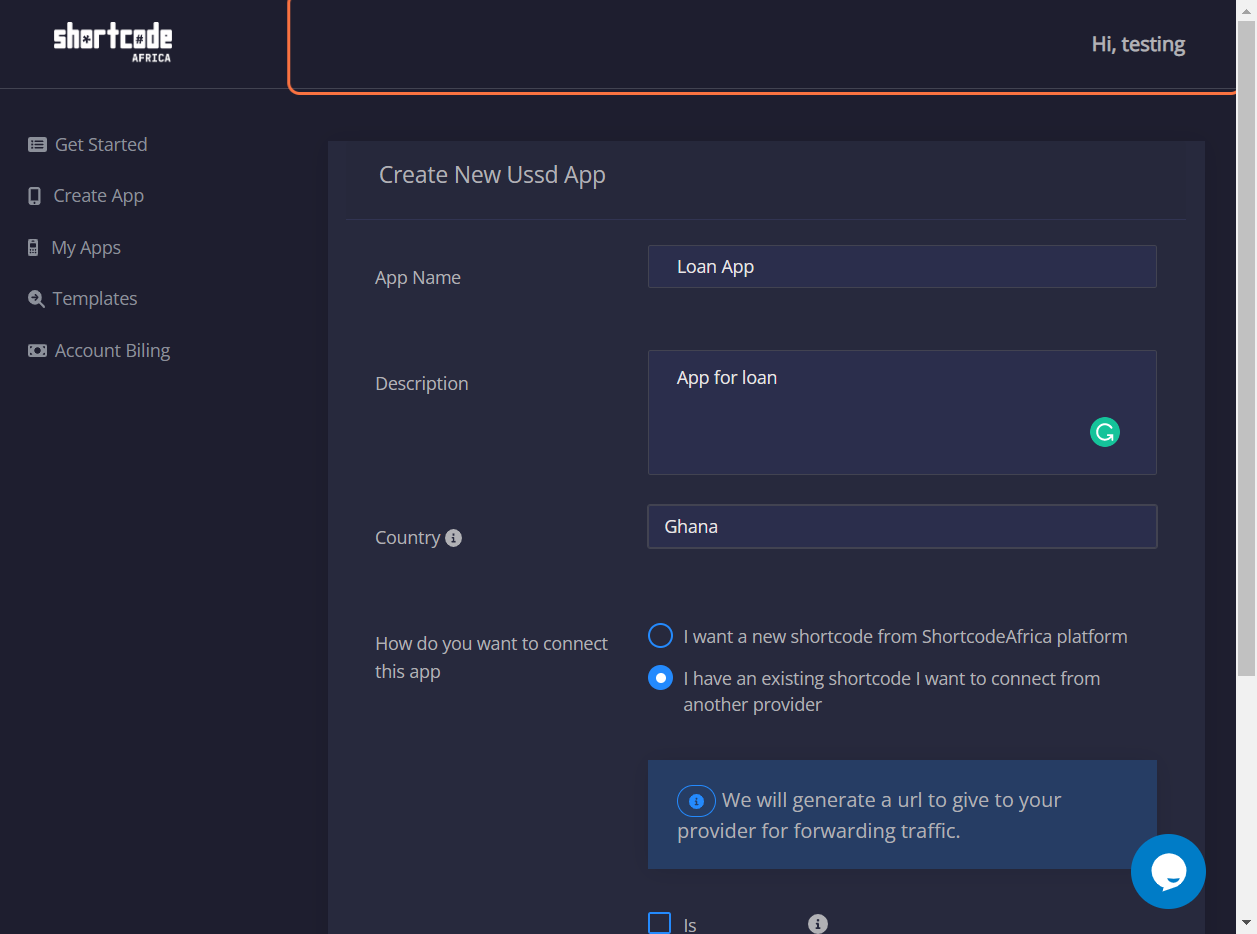 shortcode
AFRICA
Hi, testing
Get Started
Create App
My Apps
Templates
Account Biling
Create New Ussd App
App Name
Loan App
Description
App for loan
Country
Ghana
How do you want to connect
this app
I want a new shortcode from ShortcodeAfrica platform
I have an existing shortcode I want to connect from
another provider
We will generate a url to give to your
provider for forwarding traffic.
Is